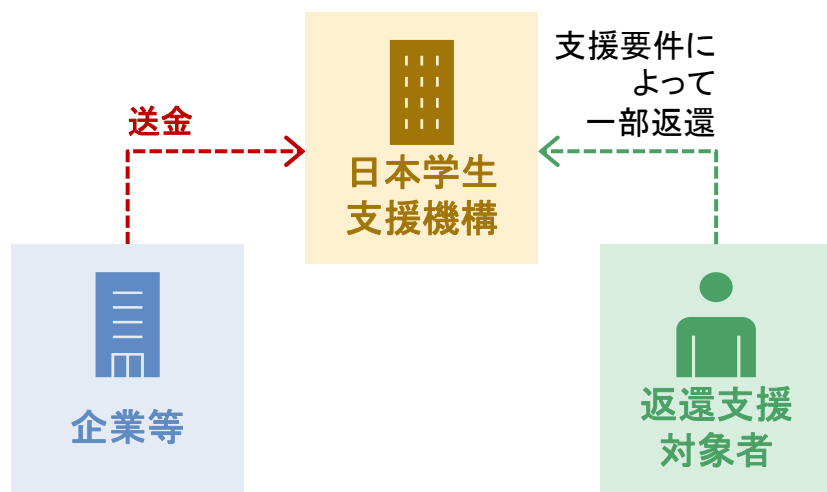 送金
日本学生
支援機構
支援要件に
よって
一部返還
企業等
返還支援
対象者